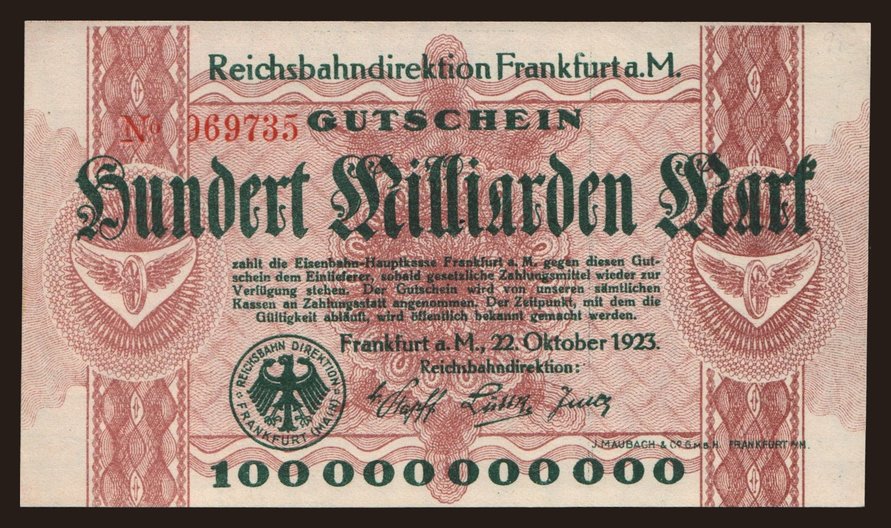 Reichsbahndirektion Frankfurt a. M.
No 969735 GUTSCHEIN
Hundert Milliarden Mark
zahlt die Eisenbahn-Hauptkasse Frankfurt a. M. gegen diesen Gut-
schein dem Einlieferer, sobald gesetzliche Zahlungsmittel wieder zur
Verfügung stehen. Der Gutschein wird von unseren sämtlichen
Kassen an Zahlungsstatt angenommen. Der Zeitpunkt, mit dem die
Gültigkeit abläuft, wird öffentlich bekannt gemacht werden.
Frankfurt a. M., 22. Oktober 1923.
Reichsbahndirektion:
REICHSBAHN DIREKTION
FRANKFURT (MAIN)
J. MAUBACH & CO. G.M.B.H. FRANKFURT A/M.
100 000 000 000